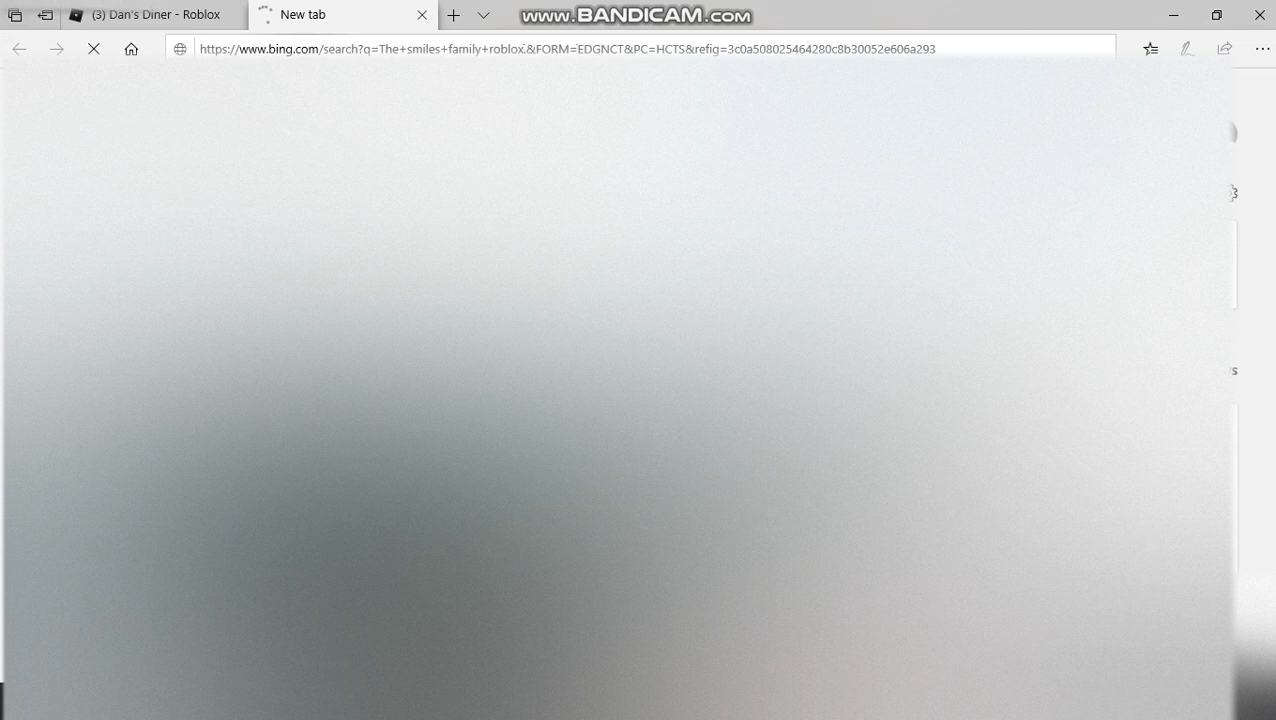 (3) Dan's Diner - Roblox
New tab
www.BANDICAM.com
https://www.bing.com/search?q=The+smiles+family+roblox.&FORM=EDGNCT&PC=HCTS&refig=3c0a508025464280c8b30052e606a293
s